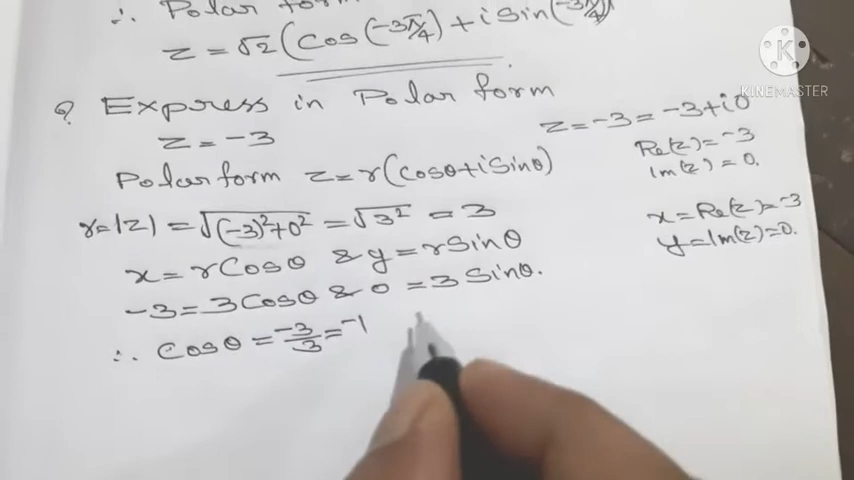 ∴ Polar form
z = √2 (Cos(-3π/4) + i Sin(-3π/4))
Q Express in Polar form
z = -3
z = -3 = -3 + i0
Re(z) = -3
Im(z) = 0.
Polar form z = r(Cosθ + i Sinθ)
r = |z| = √(-3)²+0² = √3² = 3
x = Re(z) = -3
y = Im(z) = 0.
x = r Cosθ & y = r Sinθ
-3 = 3 Cosθ & 0 = 3 Sinθ.
∴ Cosθ = -3/3 = -1
K
KINEMASTER